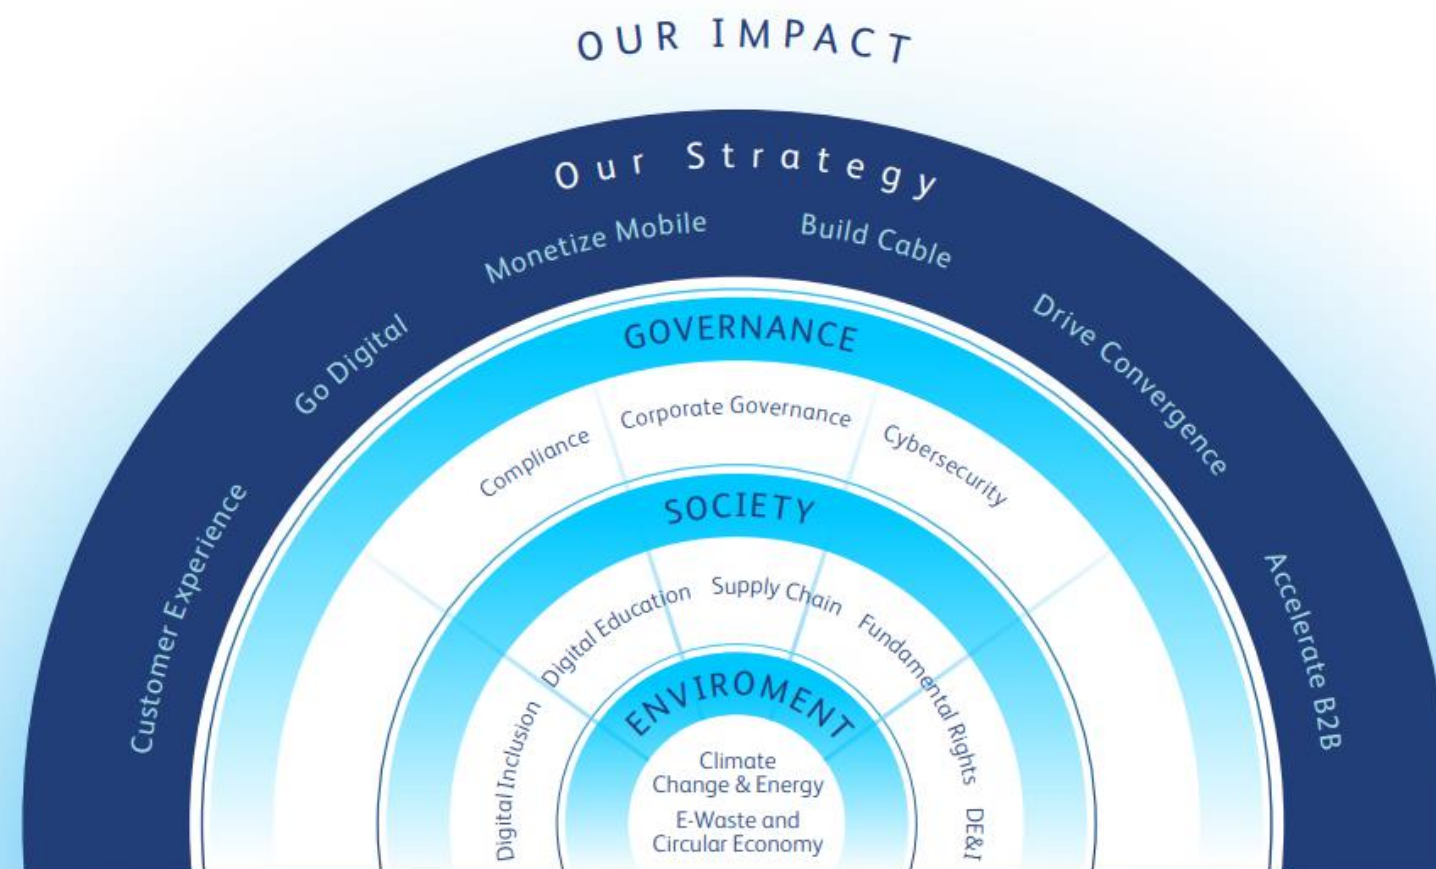 OUR IMPACT
Our Strategy
Customer Experience
Go Digital
Monetize Mobile
Build Cable
Drive Convergence
Accelerate B2B
GOVERNANCE
Compliance
Corporate Governance
Cybersecurity
SOCIETY
Digital Inclusion
Digital Education
Supply Chain
Fundamental Rights
DE&I
ENVIROMENT
Climate
Change & Energy
E-Waste and
Circular Economy